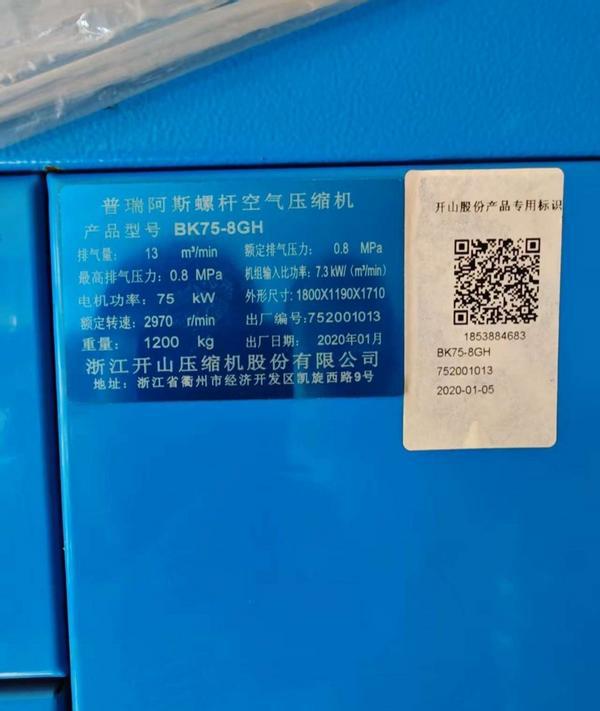 普瑞阿斯螺杆空气压缩机
产品型号 BK75-8GH
排气量: 13 m³/min 额定排气压力: 0.8 MPa
最高排气压力: 0.8 MPa 机组输入比功率: 7.3 kW/(m³/min)
电机功率: 75 kW 外形尺寸: 1800X1190X1710
额定转速: 2970 r/min 出厂编号: 752001013
重量: 1200 kg 出厂日期: 2020年01月
浙江开山压缩机股份有限公司
地址: 浙江省衢州市经济开发区凯旋西路9号
开山股份产品专用标识
1853884683
BK75-8GH
752001013
2020-01-05